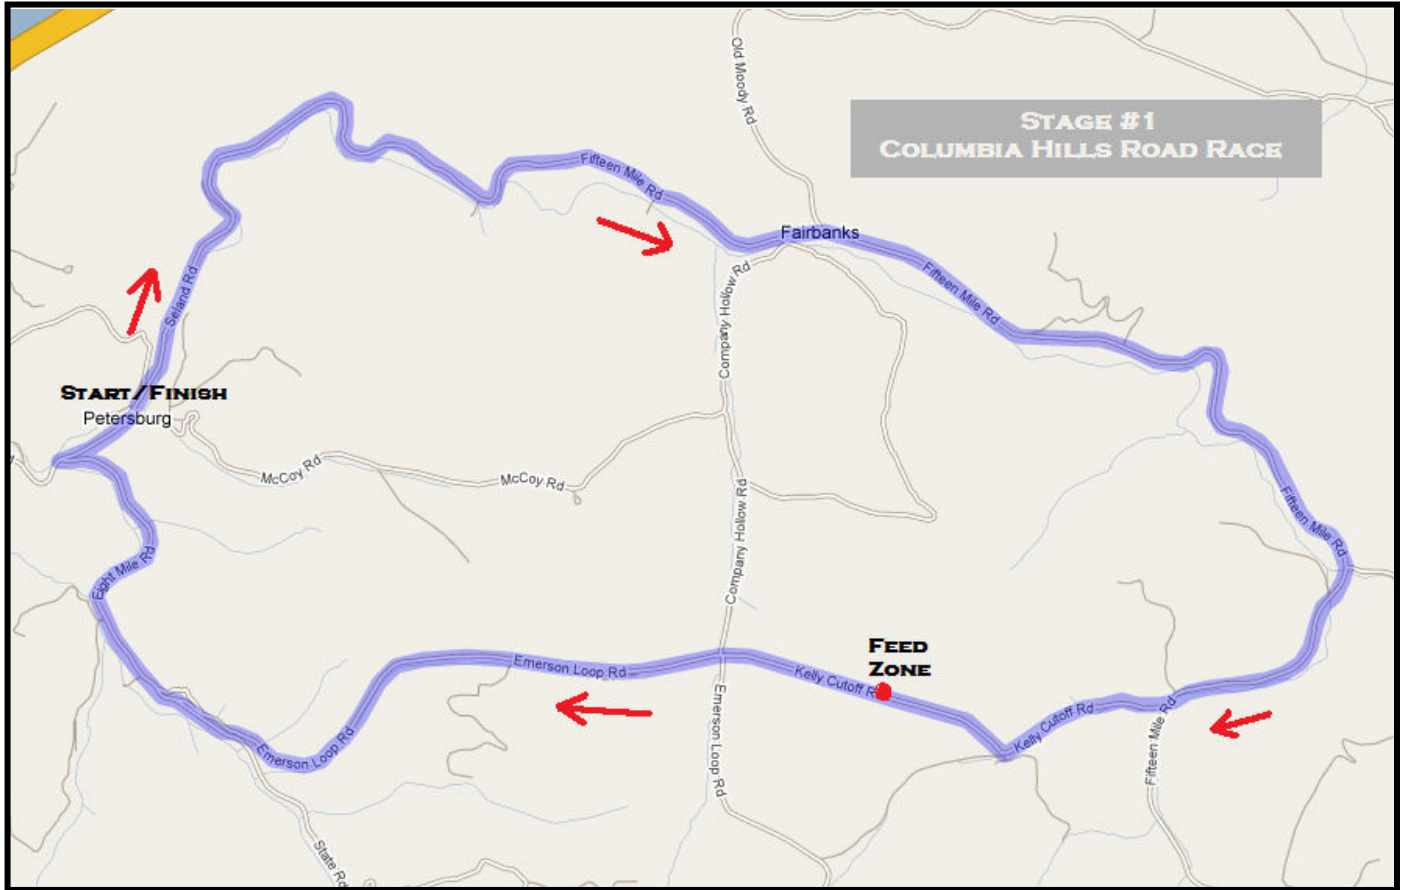 Old Moody Rd
STAGE #1
COLUMBIA HILLS ROAD RACE
Fifteen Mile Rd
Fairbanks
Seland Rd
Company Hollow Rd
Fifteen Mile Rd
START/FINISH
Petersburg
McCoy Rd
McCoy Rd
Company Hollow Rd
Fifteen Mile Rd
Eight Mile Rd
FEED
ZONE
Emerson Loop Rd
Kelly Cutoff R
Emerson Loop Rd
Kelly Cutoff Rd
Fifteen Mile Rd
Emerson Loop Rd
State Rd